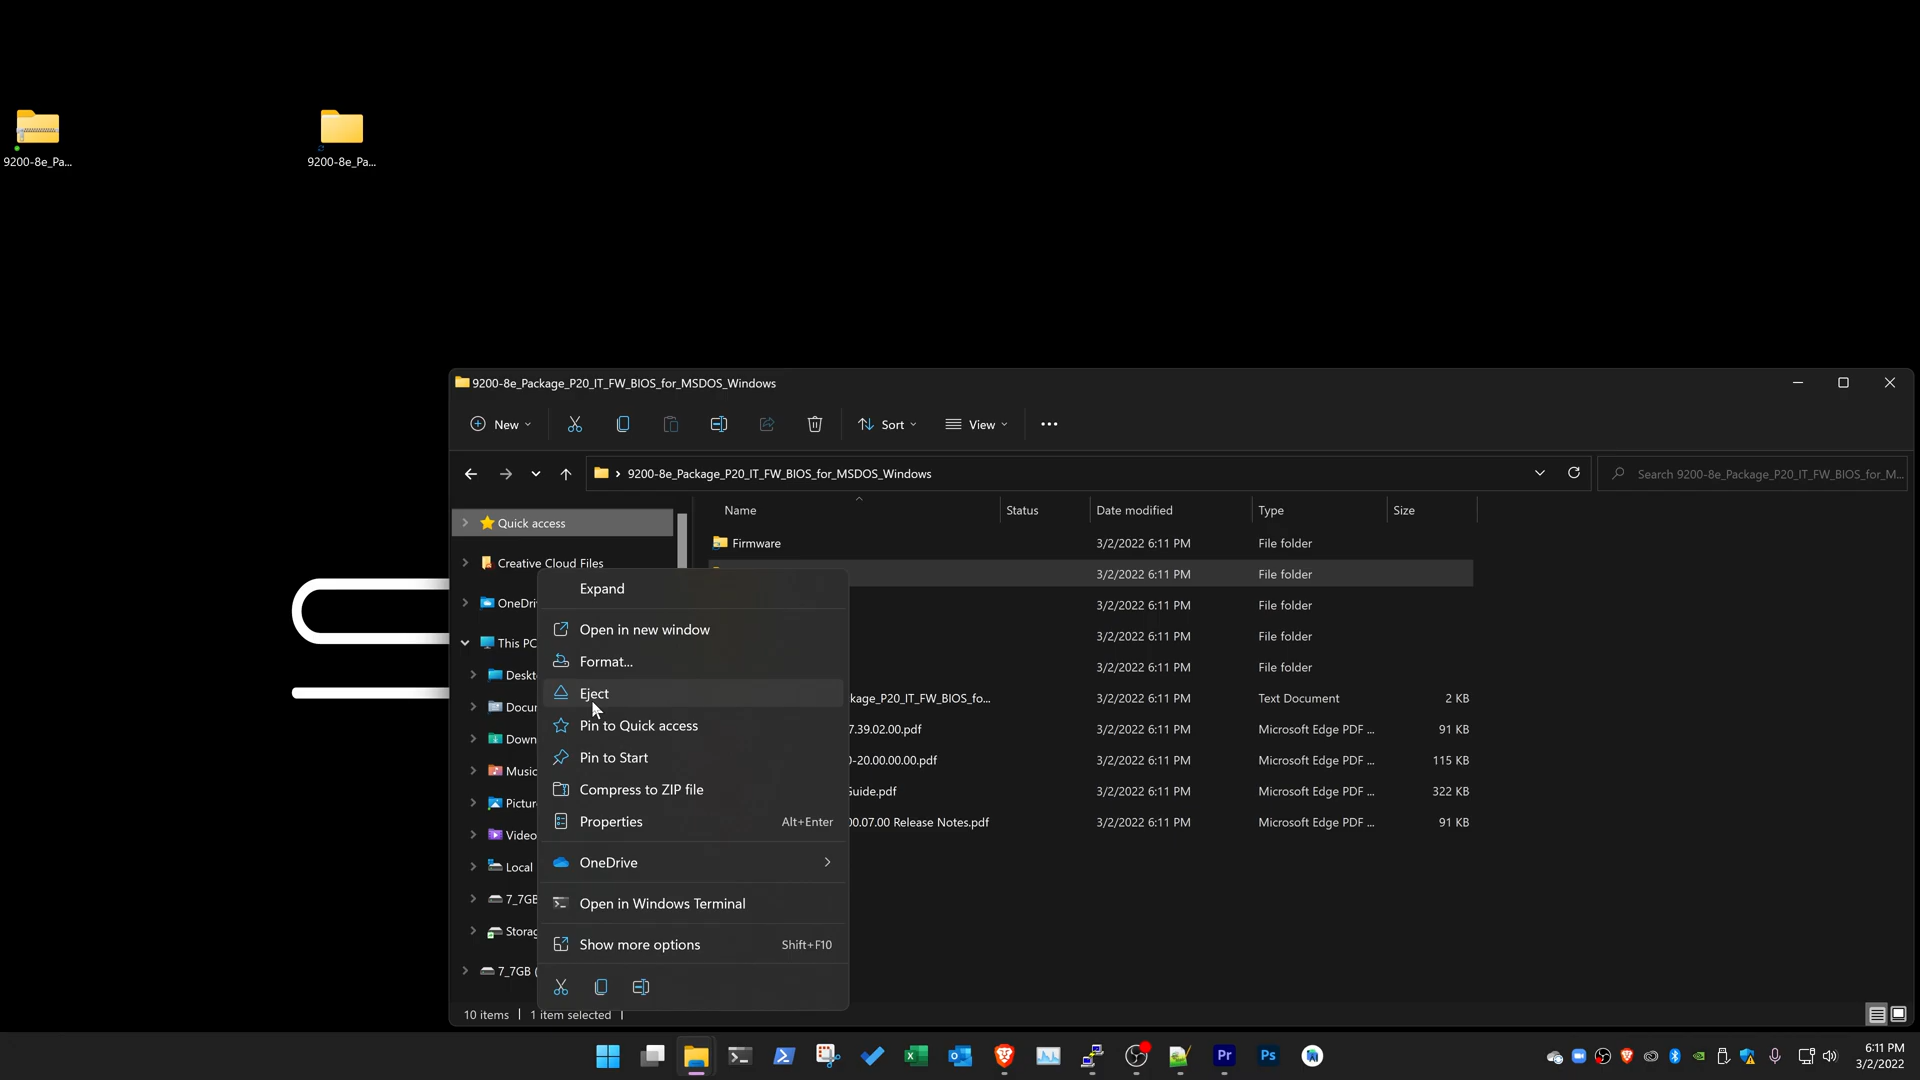 9200-8e_Pa...
9200-8e_Pa...
9200-8e_Package_P20_IT_FW_BIOS_for_MSDOS_Windows
New
Sort
View
9200-8e_Package_P20_IT_FW_BIOS_for_MSDOS_Windows
Search 9200-8e_Package_P20_IT_FW_BIOS_for_M...
Name Status Date modified Type Size
Quick access
Creative Cloud Files
OneDri
This PC
Deskt
Docur
Down
Music
Pictur
Video
Local
7_7GB
Storag
7_7GB (
Firmware 3/2/2022 6:11 PM File folder
3/2/2022 6:11 PM File folder
3/2/2022 6:11 PM File folder
3/2/2022 6:11 PM File folder
3/2/2022 6:11 PM File folder
kage_P20_IT_FW_BIOS_fo... 3/2/2022 6:11 PM Text Document 2 KB
7.39.02.00.pdf 3/2/2022 6:11 PM Microsoft Edge PDF ... 91 KB
0-20.00.00.00.pdf 3/2/2022 6:11 PM Microsoft Edge PDF ... 115 KB
Guide.pdf 3/2/2022 6:11 PM Microsoft Edge PDF ... 322 KB
00.07.00 Release Notes.pdf 3/2/2022 6:11 PM Microsoft Edge PDF ... 91 KB
Expand
Open in new window
Format...
Eject
Pin to Quick access
Pin to Start
Compress to ZIP file
Properties Alt+Enter
OneDrive
Open in Windows Terminal
Show more options Shift+F10
10 items 1 item selected
Pr
Ps
6:11 PM
3/2/2022